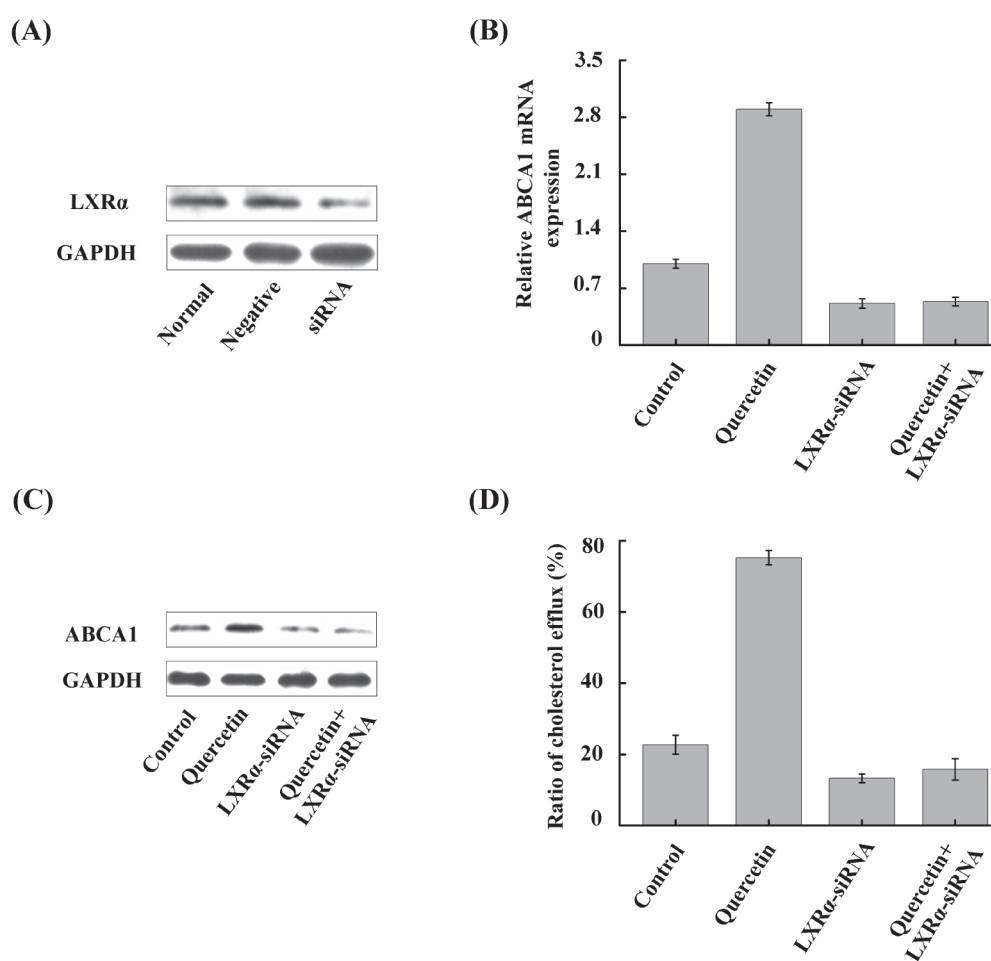 (A)
LXRα
GAPDH
Normal
Negative
siRNA
(B)
Relative ABCA1 mRNA
expression
3.5
2.8
2.1
1.4
0.7
0
Control
Quercetin
LXRα-siRNA
Quercetin+
LXRα-siRNA
(C)
ABCA1
GAPDH
Control
Quercetin
LXRα-siRNA
Quercetin+
LXRα-siRNA
(D)
Ratio of cholesterol efflux (%)
80
60
40
20
0
Control
Quercetin
LXRα-siRNA
Quercetin+
LXRα-siRNA